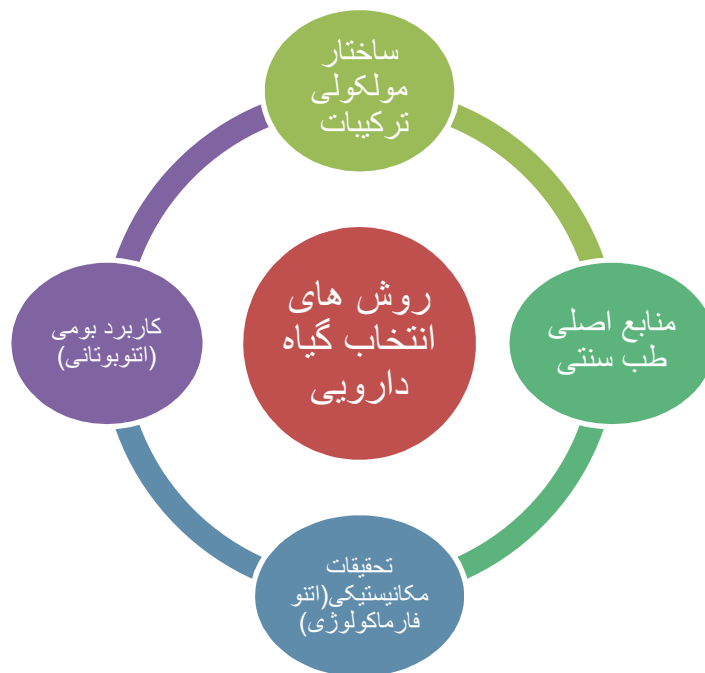 ساختار
مولکولی
ترکیبات
روش های
انتخاب گیاه
دارویی
منابع اصلی
طب سنتی
تحقیقات
مکانیستیکی(اتنو
فارماکولوژی)
کاربرد بومی
(اتنوبوتانی)